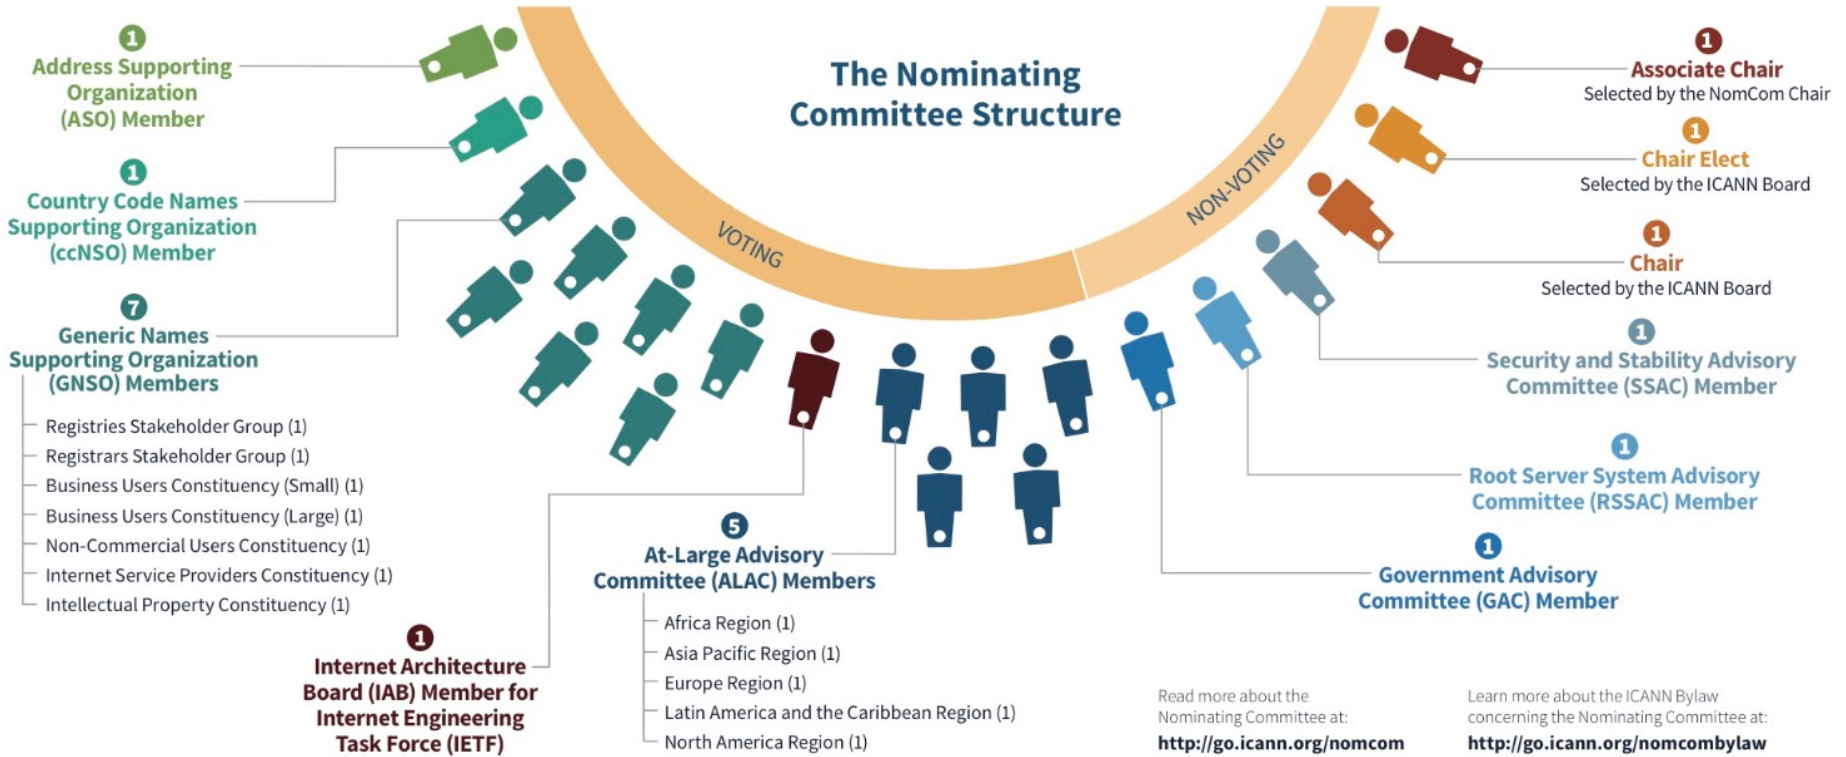 The Nominating
Committee Structure
VOTING
NON-VOTING
1
Address Supporting
Organization
(ASO) Member
1
Country Code Names
Supporting Organization
(ccNSO) Member
7
Generic Names
Supporting Organization
(GNSO) Members
Registries Stakeholder Group (1)
Registrars Stakeholder Group (1)
Business Users Constituency (Small) (1)
Business Users Constituency (Large) (1)
Non-Commercial Users Constituency (1)
Internet Service Providers Constituency (1)
Intellectual Property Constituency (1)
1
Internet Architecture
Board (IAB) Member for
Internet Engineering
Task Force (IETF)
5
At-Large Advisory
Committee (ALAC) Members
Africa Region (1)
Asia Pacific Region (1)
Europe Region (1)
Latin America and the Caribbean Region (1)
North America Region (1)
1
Associate Chair
Selected by the NomCom Chair
1
Chair Elect
Selected by the ICANN Board
1
Chair
Selected by the ICANN Board
1
Security and Stability Advisory
Committee (SSAC) Member
1
Root Server System Advisory
Committee (RSSAC) Member
1
Government Advisory
Committee (GAC) Member
Read more about the
Nominating Committee at:
http://go.icann.org/nomcom
Learn more about the ICANN Bylaw
concerning the Nominating Committee at:
http://go.icann.org/nomcombylaw